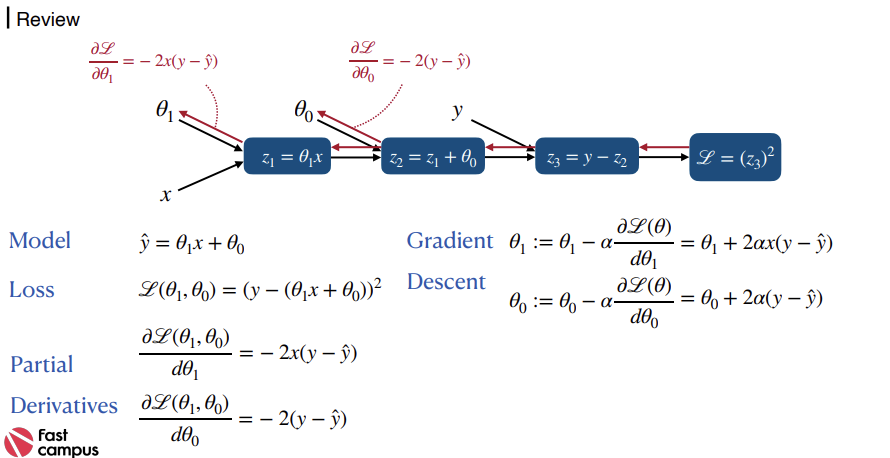 Review
∂ℒ/∂θ₁ = − 2x(y − ŷ)
∂ℒ/∂θ₀ = − 2(y − ŷ)
θ₁
θ₀
y
z₁ = θ₁x
z₂ = z₁ + θ₀
z₃ = y − z₂
ℒ = (z₃)²
x
Model ŷ = θ₁x + θ₀
Loss ℒ(θ₁, θ₀) = (y − (θ₁x + θ₀))²
Partial
Derivatives
∂ℒ(θ₁, θ₀)/dθ₁ = − 2x(y − ŷ)
∂ℒ(θ₁, θ₀)/dθ₀ = − 2(y − ŷ)
Gradient
Descent
θ₁ := θ₁ − α ∂ℒ(θ)/dθ₁ = θ₁ + 2αx(y − ŷ)
θ₀ := θ₀ − α ∂ℒ(θ)/dθ₀ = θ₀ + 2α(y − ŷ)
Fast
campus